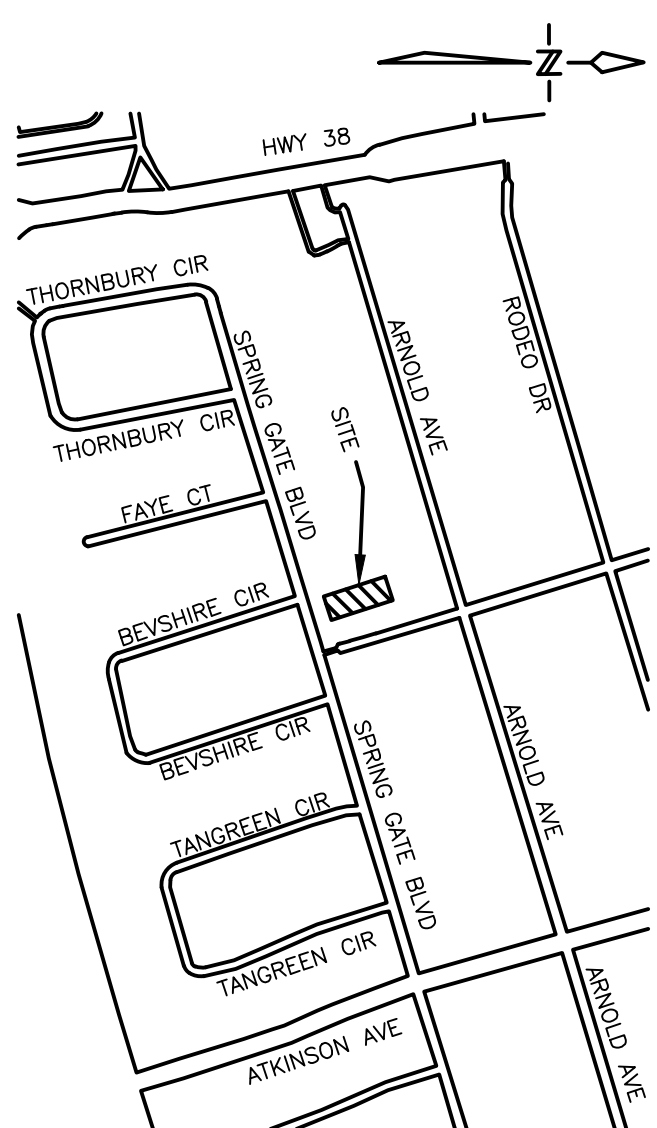 N
HWY 38
THORNBURY CIR
THORNBURY CIR
SPRING GATE BLVD
ARNOLD AVE
RODEO DR
SITE
FAYE CT
BEVSHIRE CIR
BEVSHIRE CIR
SPRING GATE BLVD
ARNOLD AVE
TANGREEN CIR
TANGREEN CIR
ATKINSON AVE
ARNOLD AVE